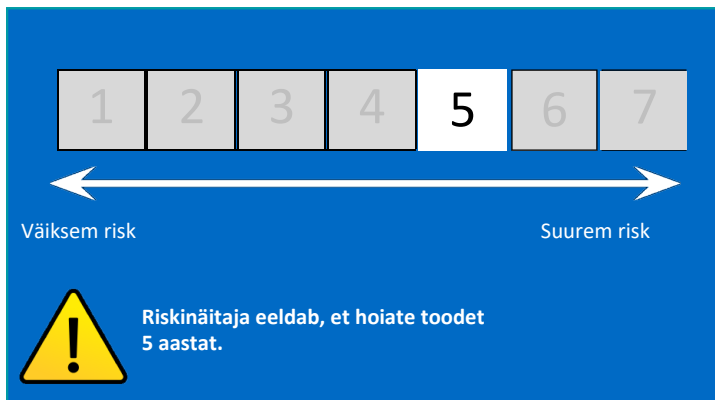 1 2 3 4 5 6 7
Väiksem risk Suurem risk
Riskinäitaja eeldab, et hoiate toodet
5 aastat.